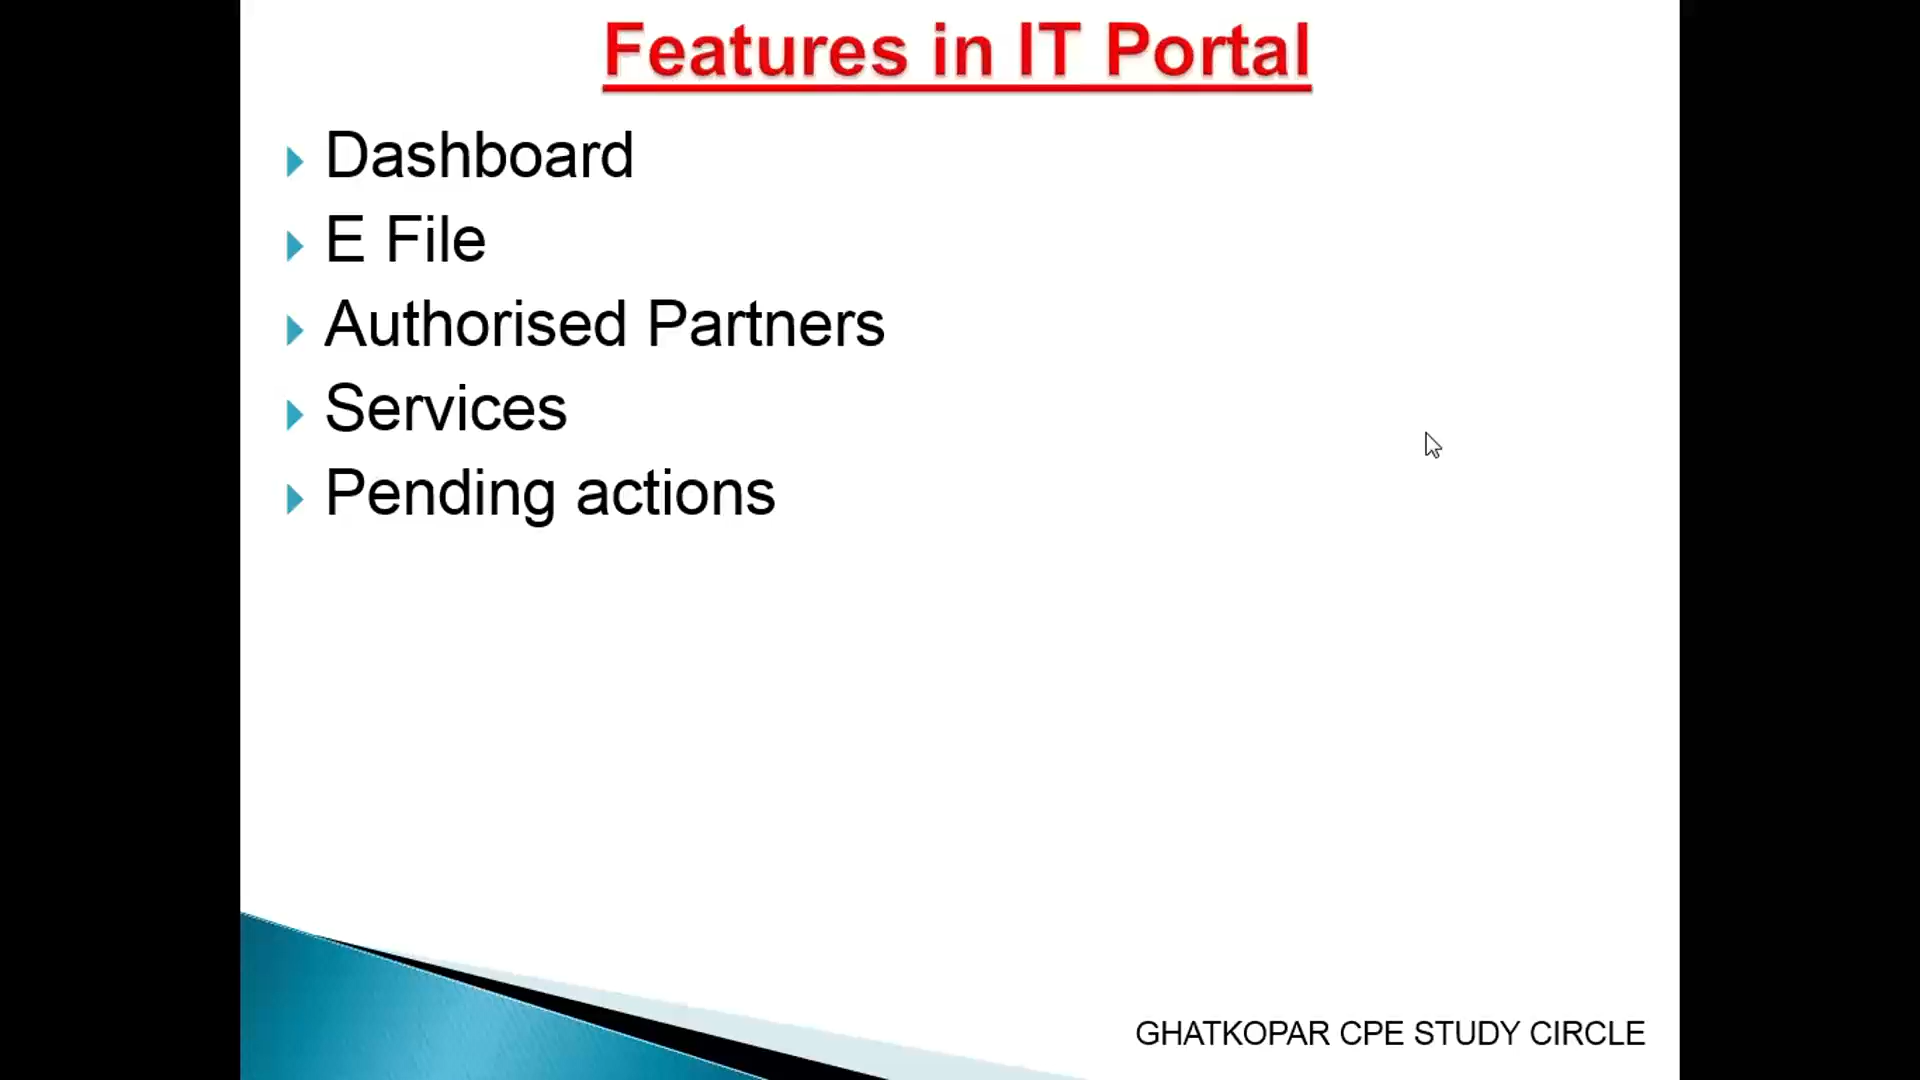 Features in IT Portal
Dashboard
E File
Authorised Partners
Services
Pending actions
GHATKOPAR CPE STUDY CIRCLE